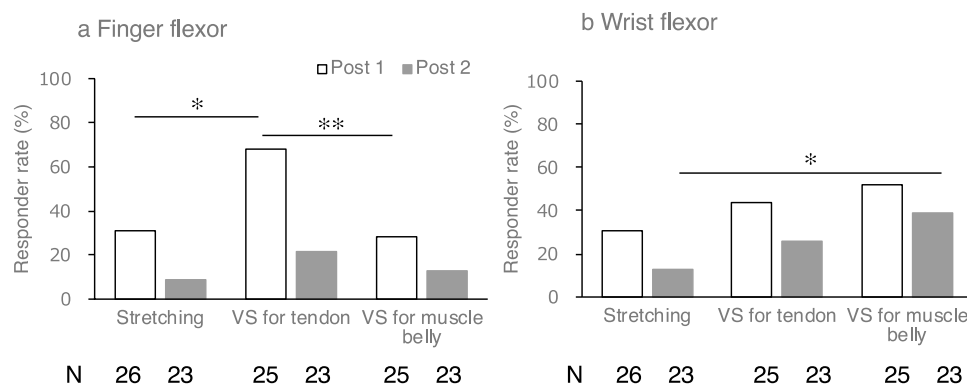 a Finger flexor
Post 1 Post 2
Responder rate (%)
100
80
60
40
20
0
*
**
Stretching VS for tendon VS for muscle
belly
N 26 23 25 23 25 23
b Wrist flexor
Responder rate (%)
100
80
60
40
20
0
*
Stretching VS for tendon VS for muscle
belly
26 23 25 23 25 23